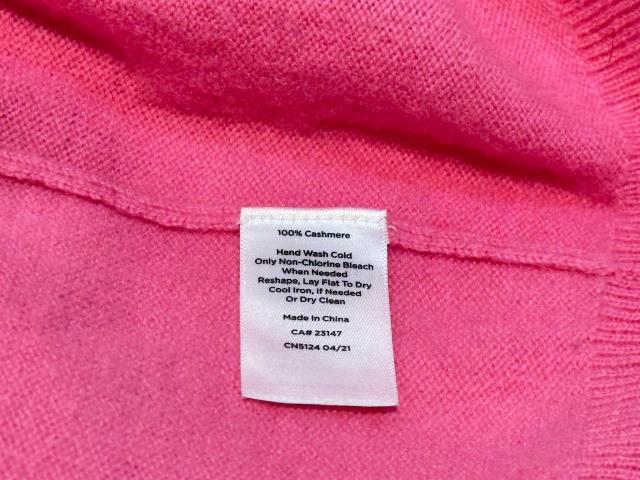 100% Cashmere
Hand Wash Cold
Only Non-Chlorine Bleach
When Needed
Reshape, Lay Flat To Dry
Cool Iron, if Needed
Or Dry Clean
Made in China
CA# 23147
CN5124 04/21